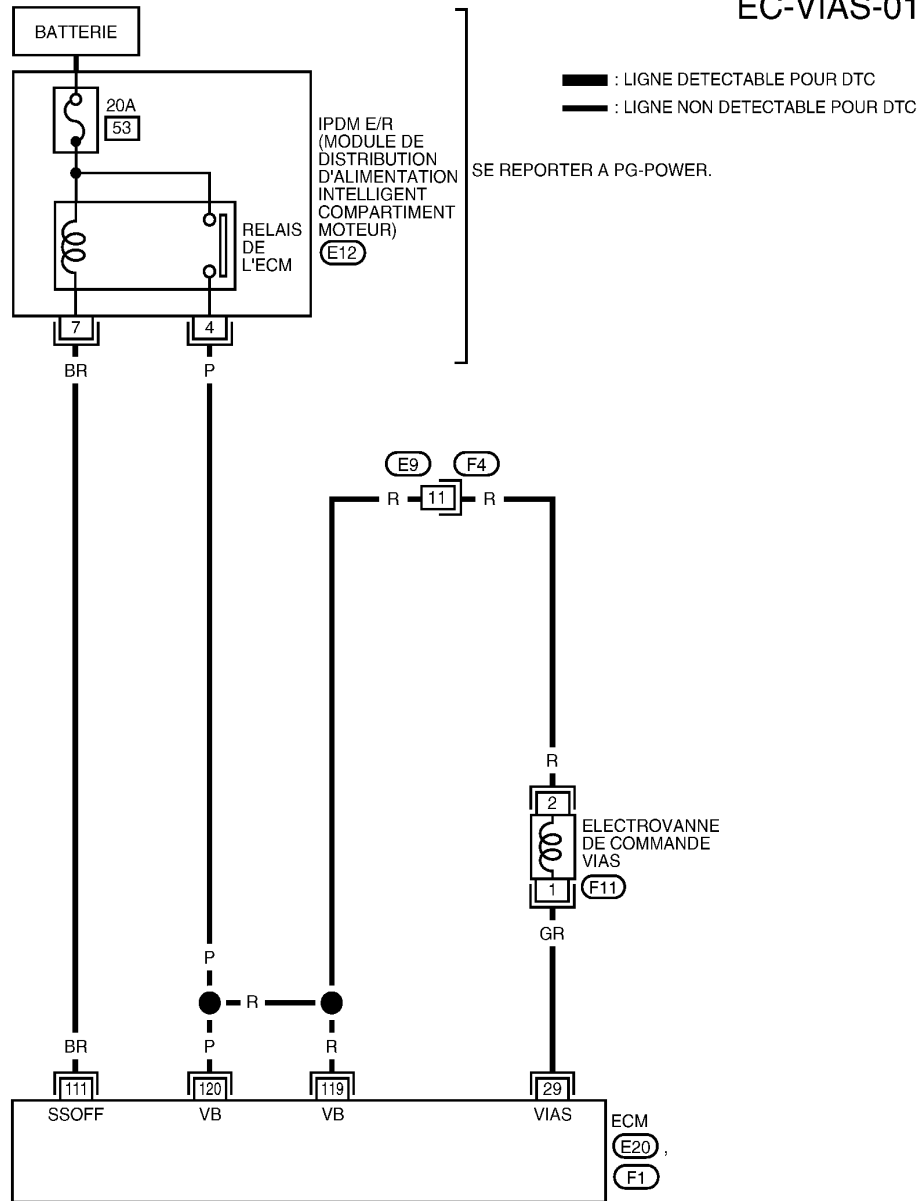 EC-VIAS-01
BATTERIE
: LIGNE DETECTABLE POUR DTC
: LIGNE NON DETECTABLE POUR DTC
20A
53
IPDM E/R
(MODULE DE
DISTRIBUTION
D'ALIMENTATION
INTELLIGENT
COMPARTIMENT
MOTEUR)
E12
SE REPORTER A PG-POWER.
RELAIS
DE
L'ECM
7
4
BR
P
E9
F4
R
11
R
R
2
ELECTROVANNE
DE COMMANDE
VIAS
F11
1
GR
P
R
BR
P
R
111
120
119
29
SSOFF
VB
VB
VIAS
ECM
E20 ,
F1